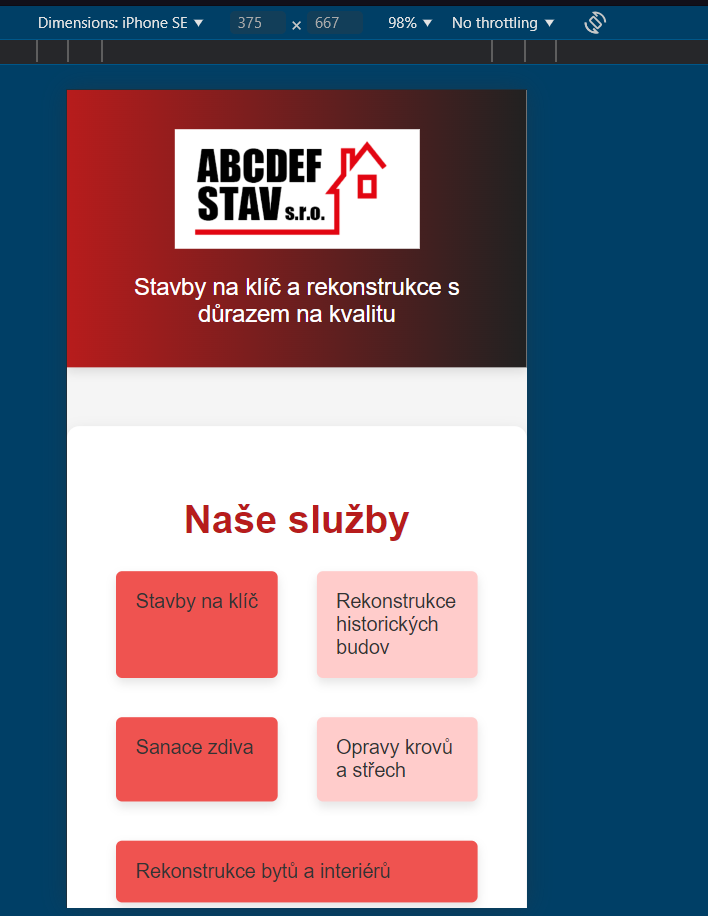 Dimensions: iPhone SE ▼ 375 × 667 98% ▼ No throttling ▼
ABCDEF
STAV s.r.o.
Stavby na klíč a rekonstrukce s
důrazem na kvalitu
Naše služby
Stavby na klíč
Rekonstrukce
historických
budov
Sanace zdiva
Opravy krovů
a střech
Rekonstrukce bytů a interiérů